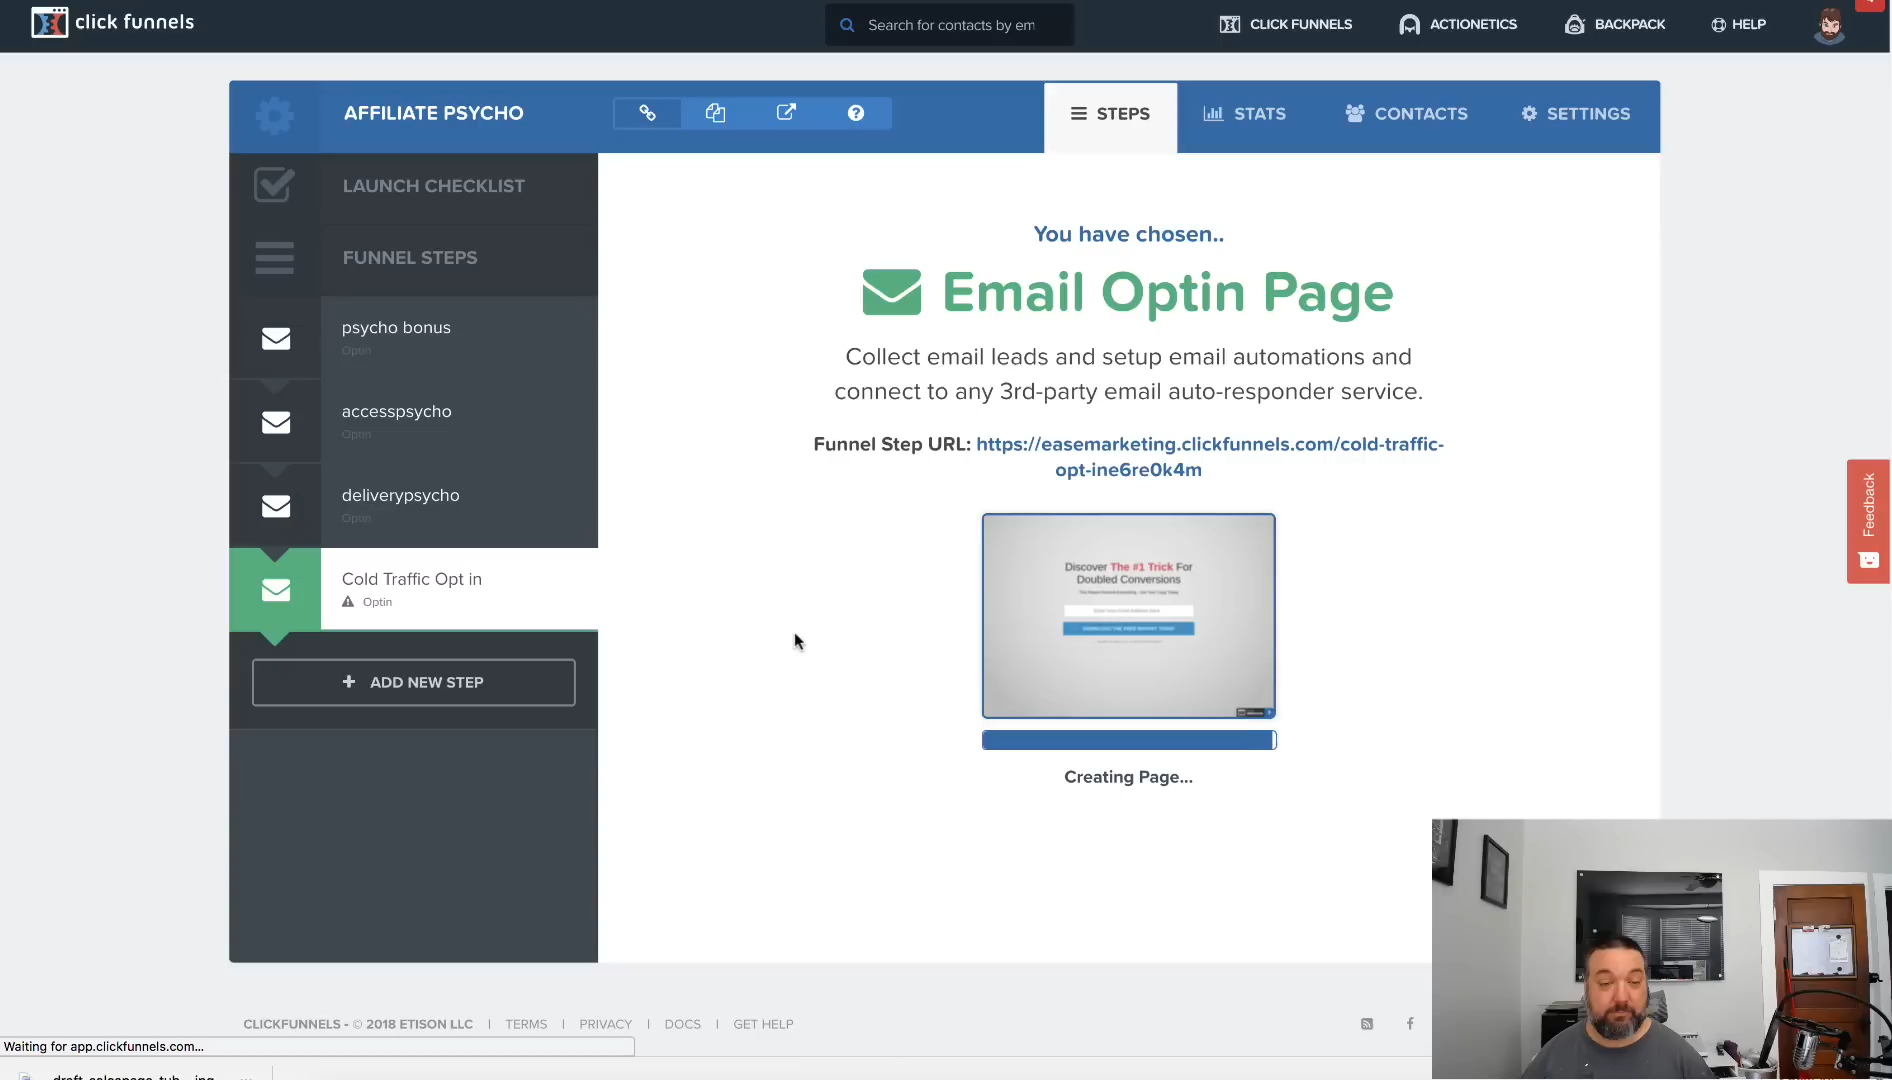 click funnels
Search for contacts by em
CLICK FUNNELS
ACTIONETICS
BACKPACK
HELP
AFFILIATE PSYCHO
STEPS
STATS
CONTACTS
SETTINGS
LAUNCH CHECKLIST
FUNNEL STEPS
psycho bonus
Optin
accesspsycho
Optin
deliverypsycho
Optin
Cold Traffic Opt in
Optin
+ ADD NEW STEP
You have chosen..
Email Optin Page
Collect email leads and setup email automations and
connect to any 3rd-party email auto-responder service.
Funnel Step URL: https://easemarketing.clickfunnels.com/cold-traffic-
opt-ine6re0k4m
Discover The #1 Trick For
Doubled Conversions
Creating Page...
Feedback
CLICKFUNNELS - © 2018 ETISON LLC | TERMS | PRIVACY | DOCS | GET HELP
Waiting for app.clickfunnels.com...